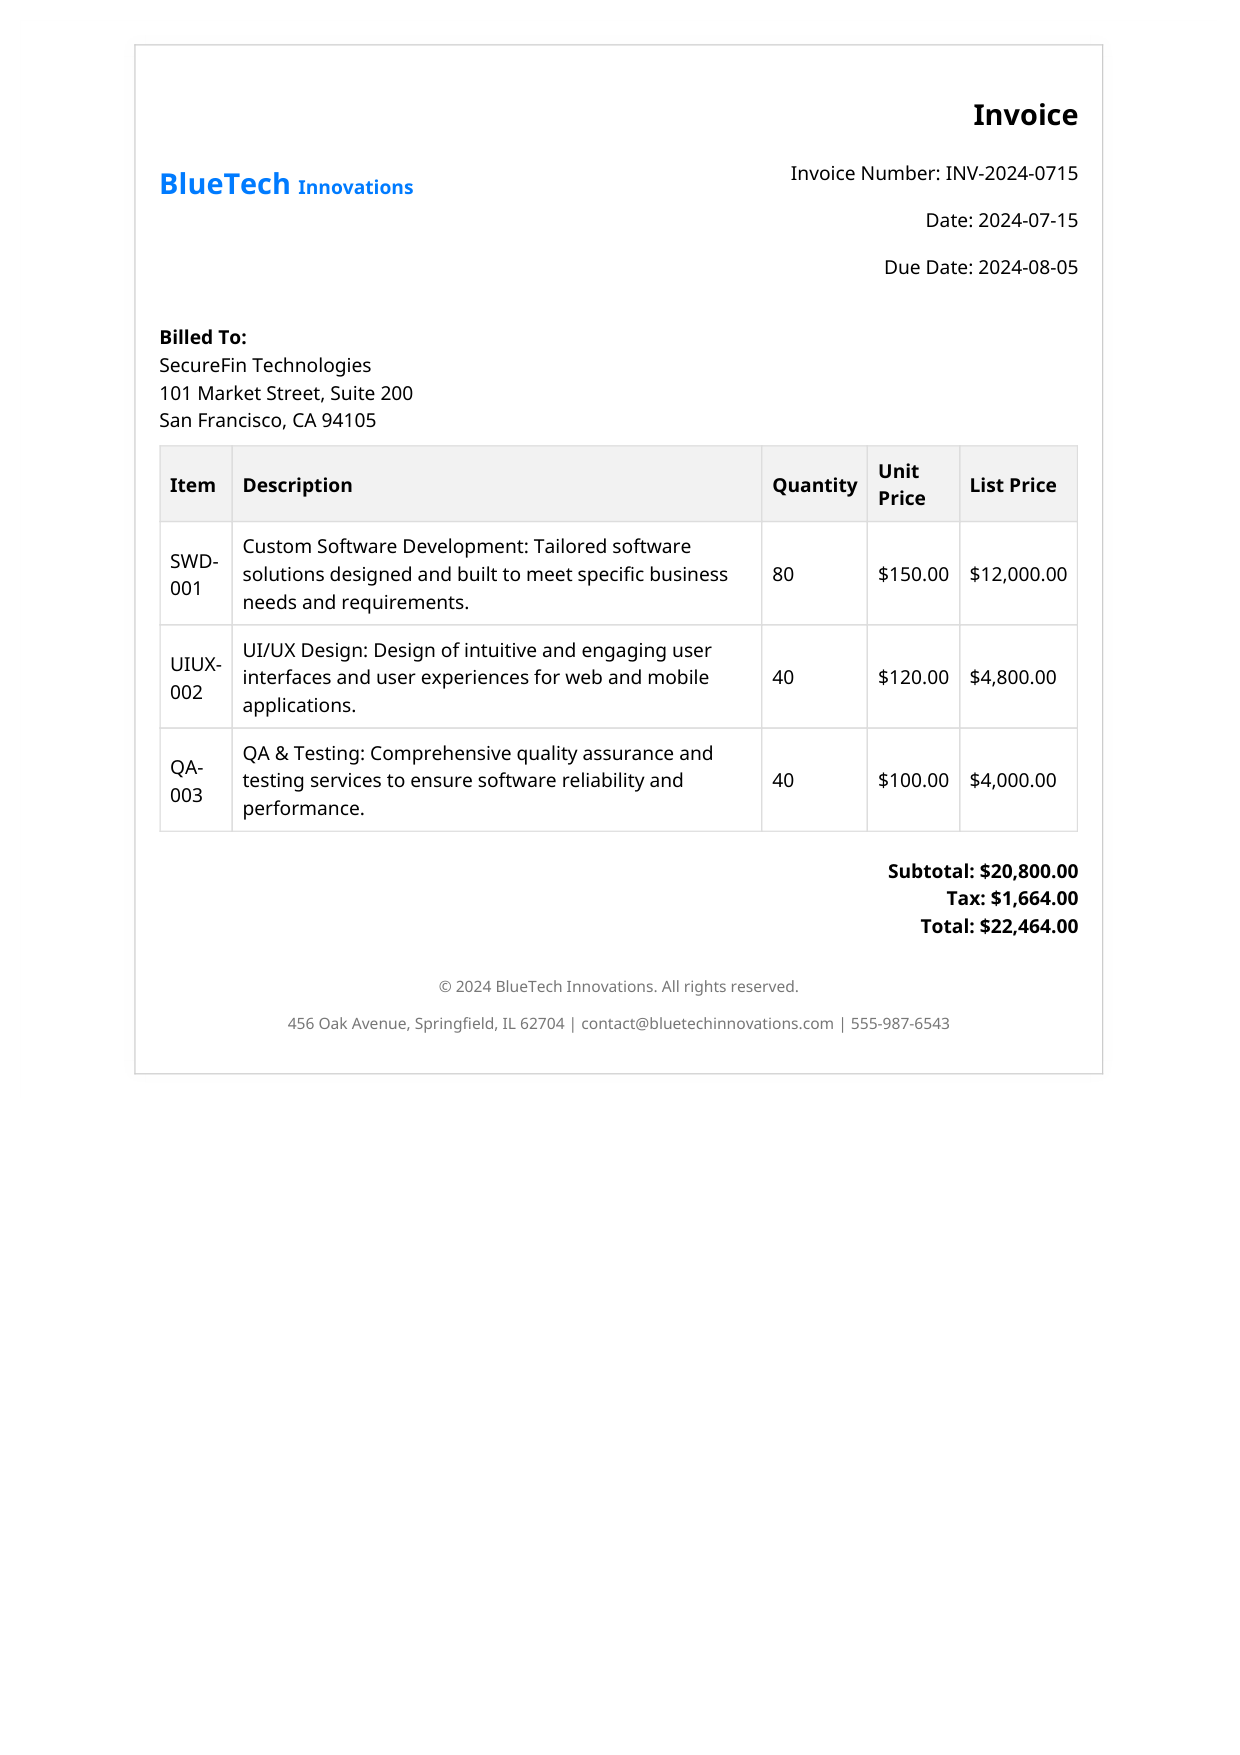 Invoice
BlueTech Innovations
Invoice Number: INV-2024-0715
Date: 2024-07-15
Due Date: 2024-08-05
Billed To:
SecureFin Technologies
101 Market Street, Suite 200
San Francisco, CA 94105
Item Description Quantity Unit Price List Price
SWD-001 Custom Software Development: Tailored software
solutions designed and built to meet specific business
needs and requirements. 80 $150.00 $12,000.00
UIUX-002 UI/UX Design: Design of intuitive and engaging user
interfaces and user experiences for web and mobile
applications. 40 $120.00 $4,800.00
QA-003 QA & Testing: Comprehensive quality assurance and
testing services to ensure software reliability and
performance. 40 $100.00 $4,000.00
Subtotal: $20,800.00
Tax: $1,664.00
Total: $22,464.00
© 2024 BlueTech Innovations. All rights reserved.
456 Oak Avenue, Springfield, IL 62704 | contact@bluetechinnovations.com | 555-987-6543